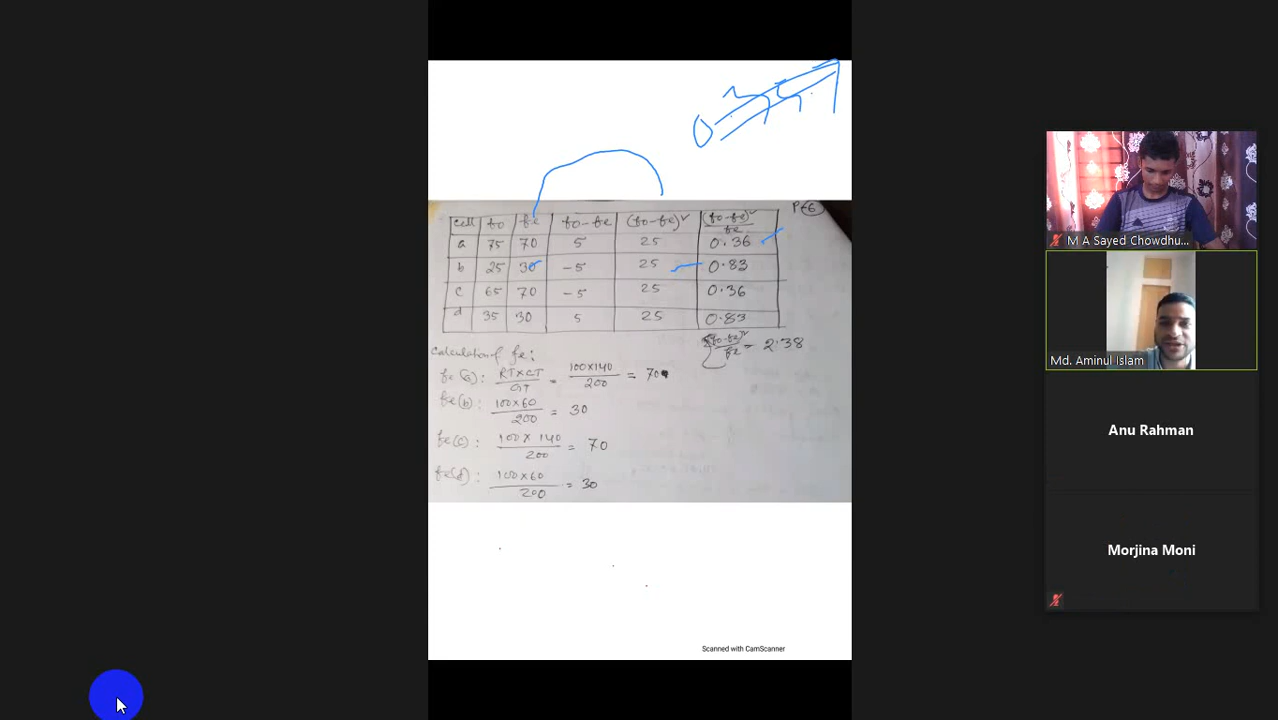 P-6
Cell fo fe fo-fe (fo-fe)² (fo-fe)²/fe
a 75 70 5 25 0.36
b 25 30 -5 25 0.83
c 65 70 -5 25 0.36
d 35 30 5 25 0.83
Σ(fo-fe)²/fe = 2.38
Calculation of fe:
fe(a): RT×CT/GT = 100×140/200 = 70
fe(b): 100×60/200 = 30
fe(c): 100×140/200 = 70
fe(d): 100×60/200 = 30
Scanned with CamScanner
M A Sayed Chowdhu...
Md. Aminul Islam
Anu Rahman
Morjina Moni